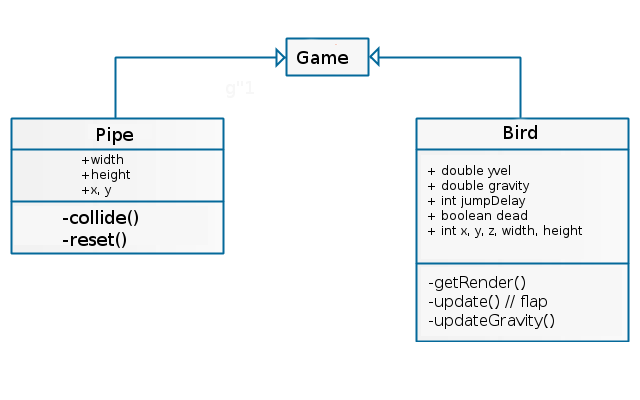 Game
Pipe
+width
+height
+x, y
-collide()
-reset()
Bird
+ double yvel
+ double gravity
+ int jumpDelay
+ boolean dead
+ int x, y, z, width, height
-getRender()
-update() // flap
-updateGravity()